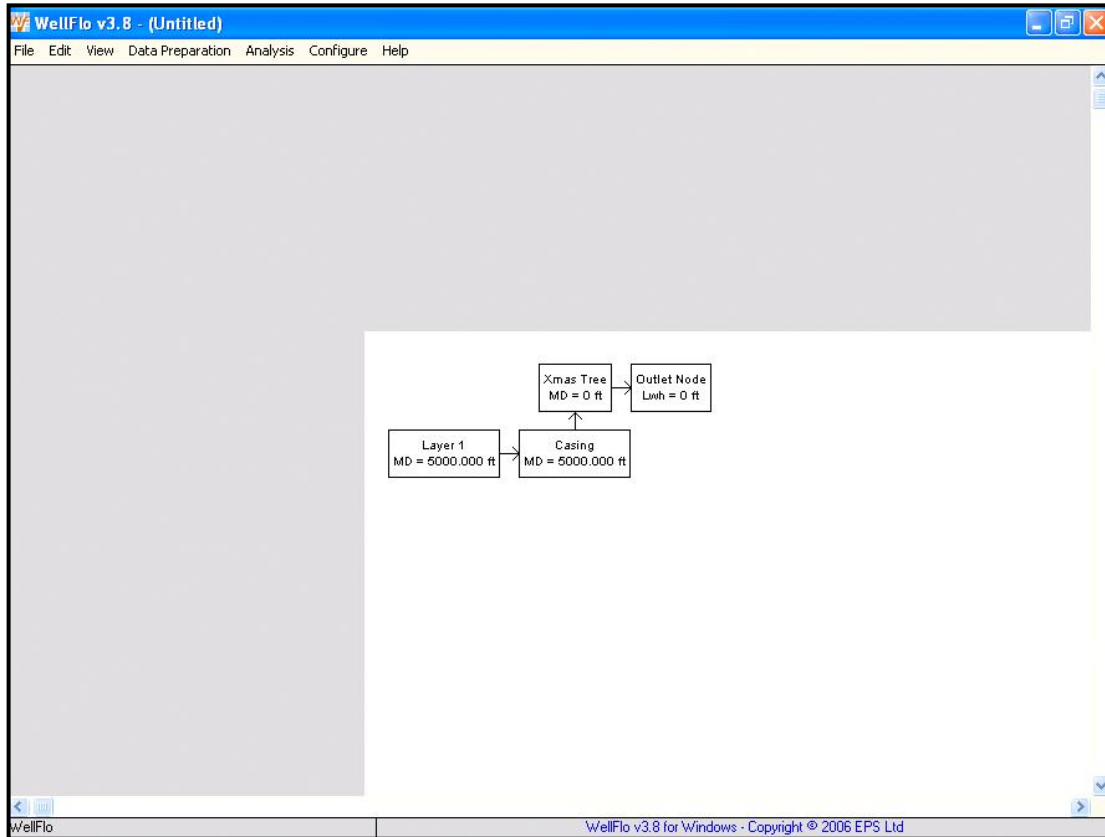 WellFlo v3.8 - (Untitled)
File Edit View Data Preparation Analysis Configure Help
Xmas Tree
MD = 0 ft
Outlet Node
Lwh = 0 ft
Layer 1
MD = 5000.000 ft
Casing
MD = 5000.000 ft
WellFlo
WellFlo v3.8 for Windows - Copyright © 2006 EPS Ltd